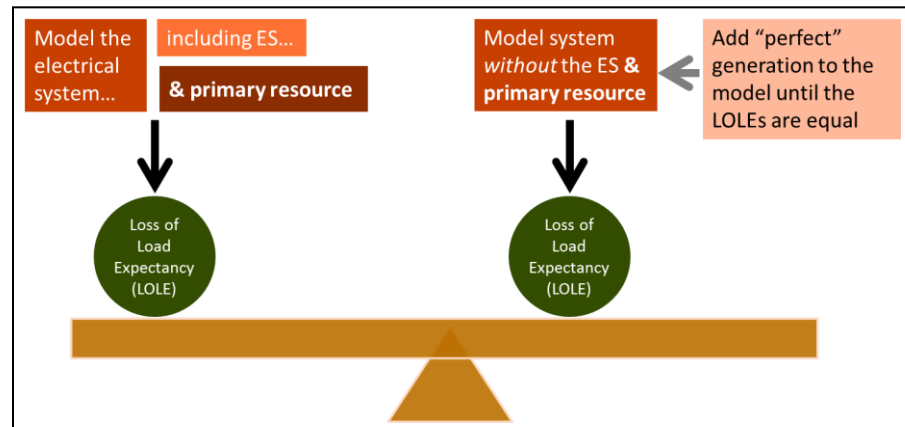 Model the
electrical
system…
including ES…
& primary resource
Model system
without the ES &
primary resource
Add “perfect”
generation to the
model until the
LOLEs are equal
Loss of
Load
Expectancy
(LOLE)
Loss of
Load
Expectancy
(LOLE)